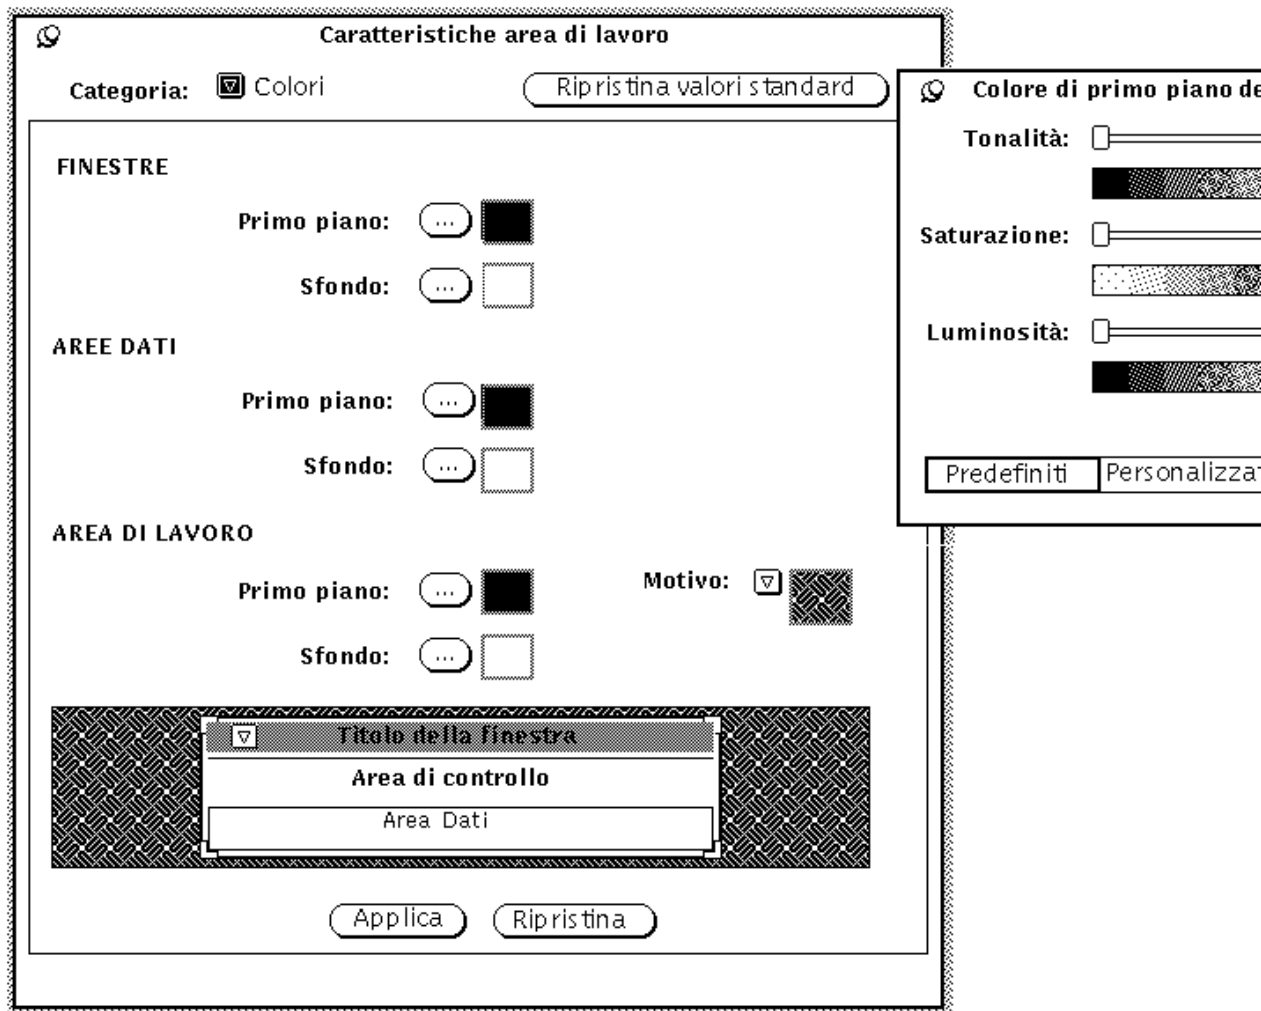 Caratteristiche area di lavoro
Categoria: Colori
Ripristina valori standard
FINESTRE
Primo piano: ...
Sfondo: ...
AREE DATI
Primo piano: ...
Sfondo: ...
AREA DI LAVORO
Primo piano: ...
Motivo:
Sfondo: ...
Titolo della finestra
Area di controllo
Area Dati
Applica
Ripristina
Colore di primo piano de
Tonalità:
Saturazione:
Luminosità:
Predefiniti
Personalizza